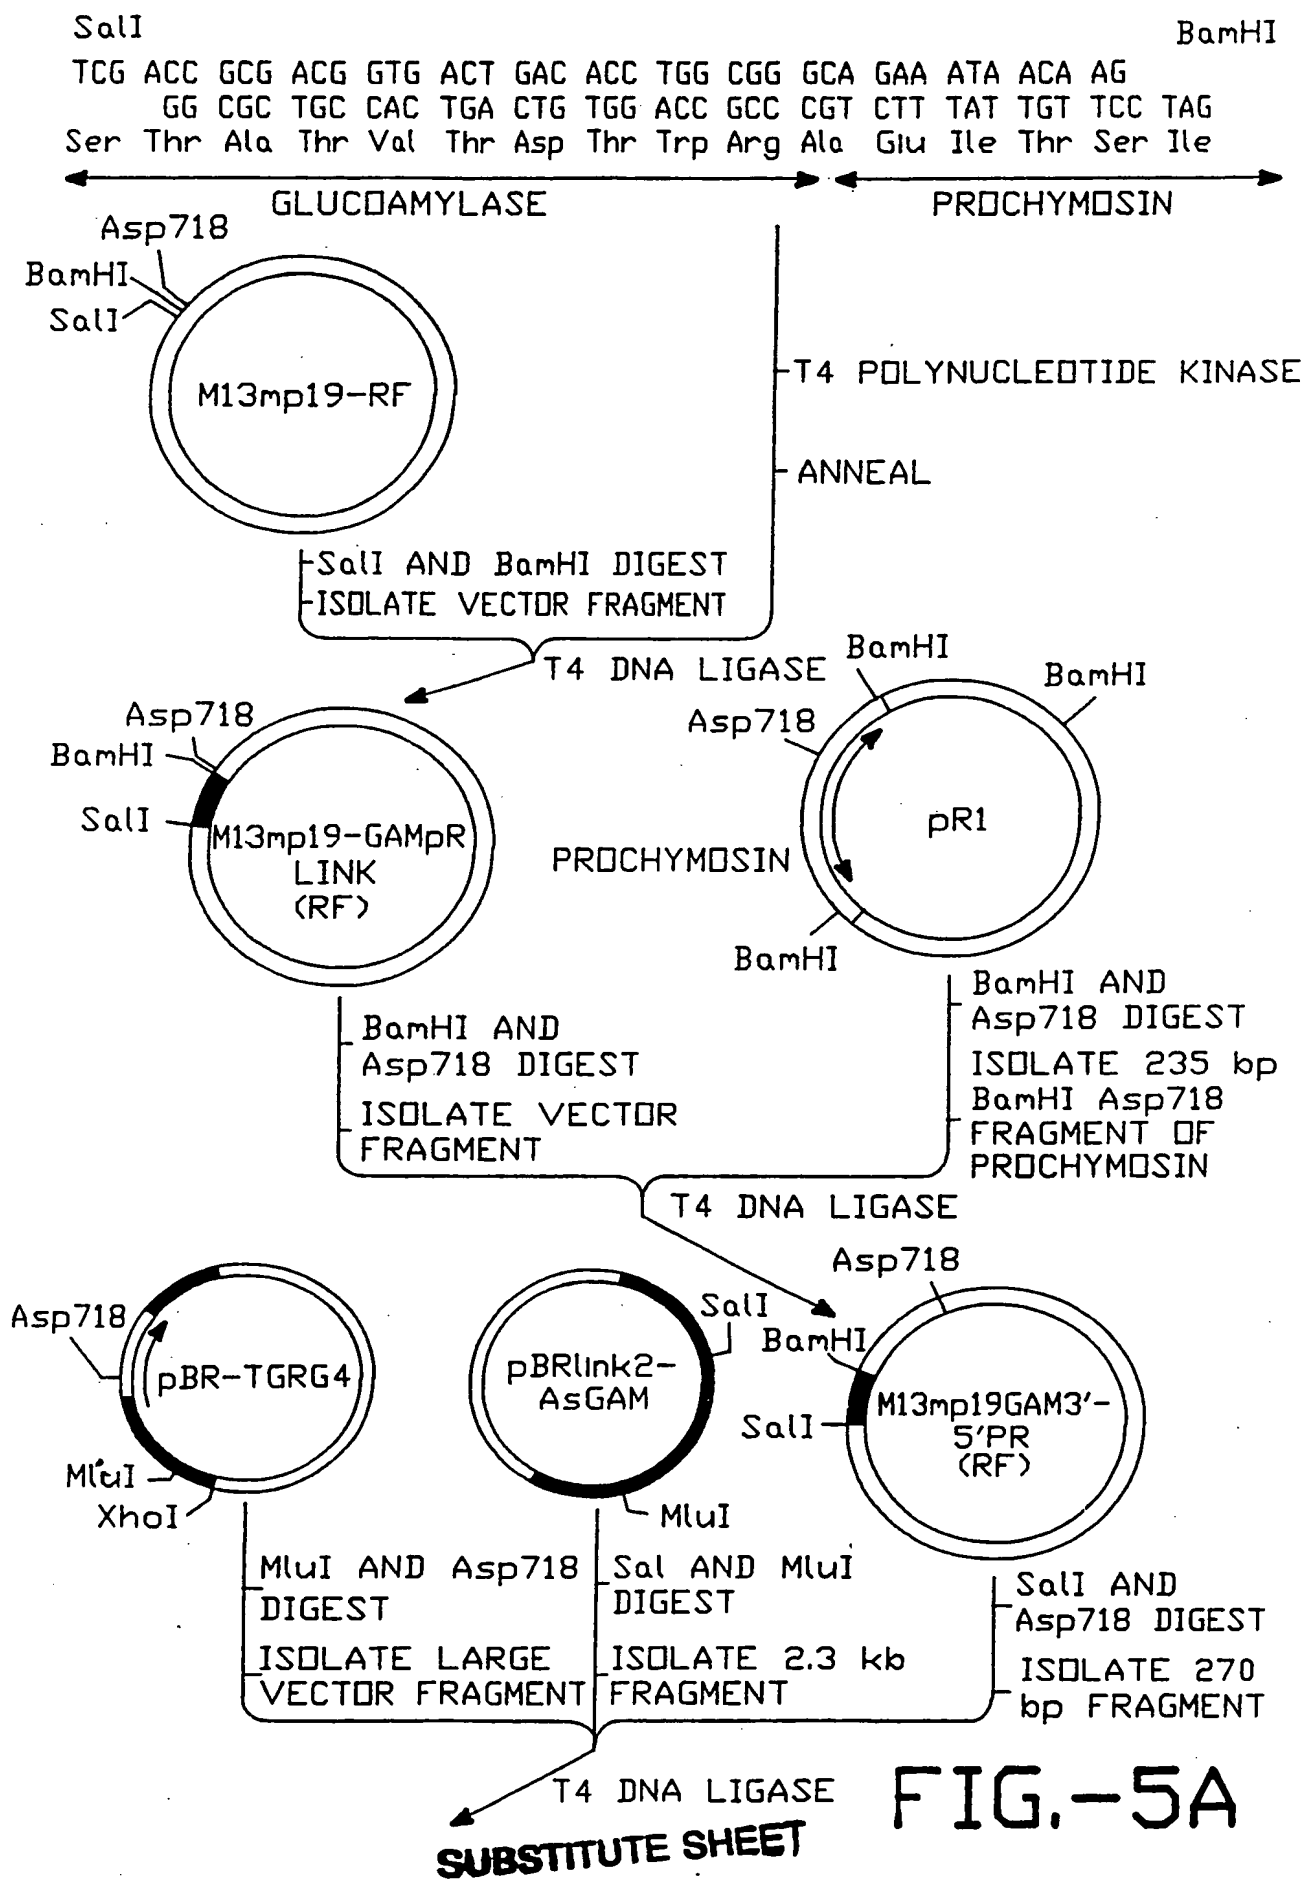 SalI
BamHI
TCG ACC GCG ACG GTG ACT GAC ACC TGG CGG GCA GAA ATA ACA AG
GG CGC TGC CAC TGA CTG TGG ACC GCC CGT CTT TAT TGT TCC TAG
Ser Thr Ala Thr Val Thr Asp Thr Trp Arg Ala Glu Ile Thr Ser Ile
GLUCOAMYLASE
PROCHYMOSIN
Asp718
BamHI
SalI
M13mp19-RF
T4 POLYNUCLEOTIDE KINASE
ANNEAL
SalI AND BamHI DIGEST
ISOLATE VECTOR FRAGMENT
T4 DNA LIGASE
Asp718
BamHI
SalI
M13mp19-GAMpR
LINK
(RF)
BamHI
BamHI
Asp718
pR1
PROCHYMOSIN
BamHI
BamHI AND
Asp718 DIGEST
ISOLATE VECTOR
FRAGMENT
BamHI AND
Asp718 DIGEST
ISOLATE 235 bp
BamHI Asp718
FRAGMENT OF
PROCHYMOSIN
T4 DNA LIGASE
Asp718
pBR-TGRG4
MluI
XhoI
SalI
pBRlink2-
AsGAM
MluI
Asp718
BamHI
SalI
M13mp19GAM3'-
5'PR
(RF)
MluI AND Asp718
DIGEST
ISOLATE LARGE
VECTOR FRAGMENT
Sal AND MluI
DIGEST
ISOLATE 2.3 kb
FRAGMENT
SalI AND
Asp718 DIGEST
ISOLATE 270
bp FRAGMENT
T4 DNA LIGASE
FIG.-5A
SUBSTITUTE SHEET